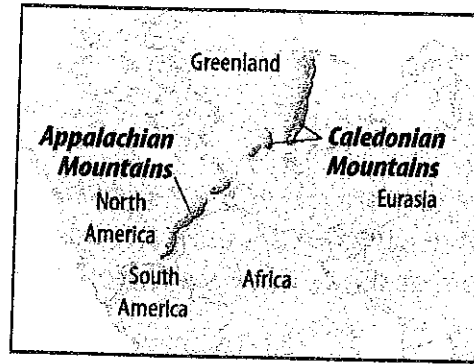 Greenland
Appalachian
Mountains
Caledonian
Mountains
North
America
Eurasia
South
America
Africa